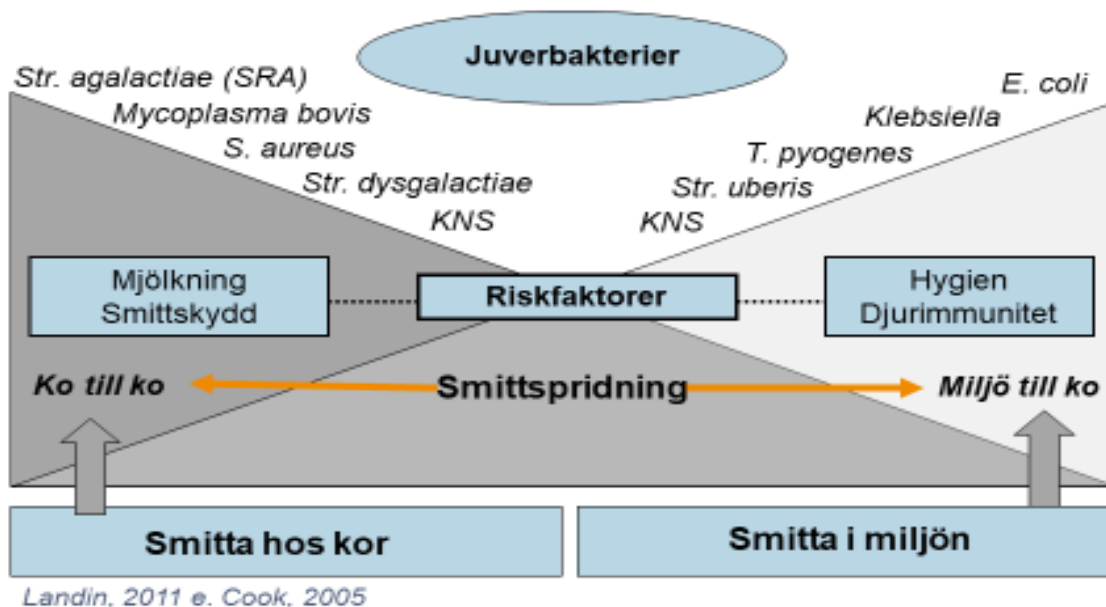 Juverbakterier
Str. agalactiae (SRA)
Mycoplasma bovis
S. aureus
Str. dysgalactiae
KNS
E. coli
Klebsiella
T. pyogenes
Str. uberis
KNS
Mjölkning
Smittskydd
Riskfaktorer
Hygien
Djurimmunitet
Ko till ko
Smittspridning
Miljö till ko
Smitta hos kor
Smitta i miljön
Landin, 2011 e. Cook, 2005